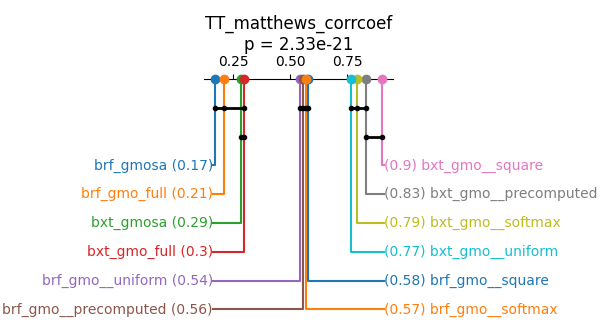 TT_matthews_corrcoef
p = 2.33e-21
0.25 0.50 0.75
brf_gmosa (0.17)
(0.9) bxt_gmo__square
brf_gmo_full (0.21)
(0.83) bxt_gmo__precomputed
bxt_gmosa (0.29)
(0.79) bxt_gmo__softmax
bxt_gmo_full (0.3)
(0.77) bxt_gmo__uniform
brf_gmo__uniform (0.54)
(0.58) brf_gmo__square
brf_gmo__precomputed (0.56)
(0.57) brf_gmo__softmax